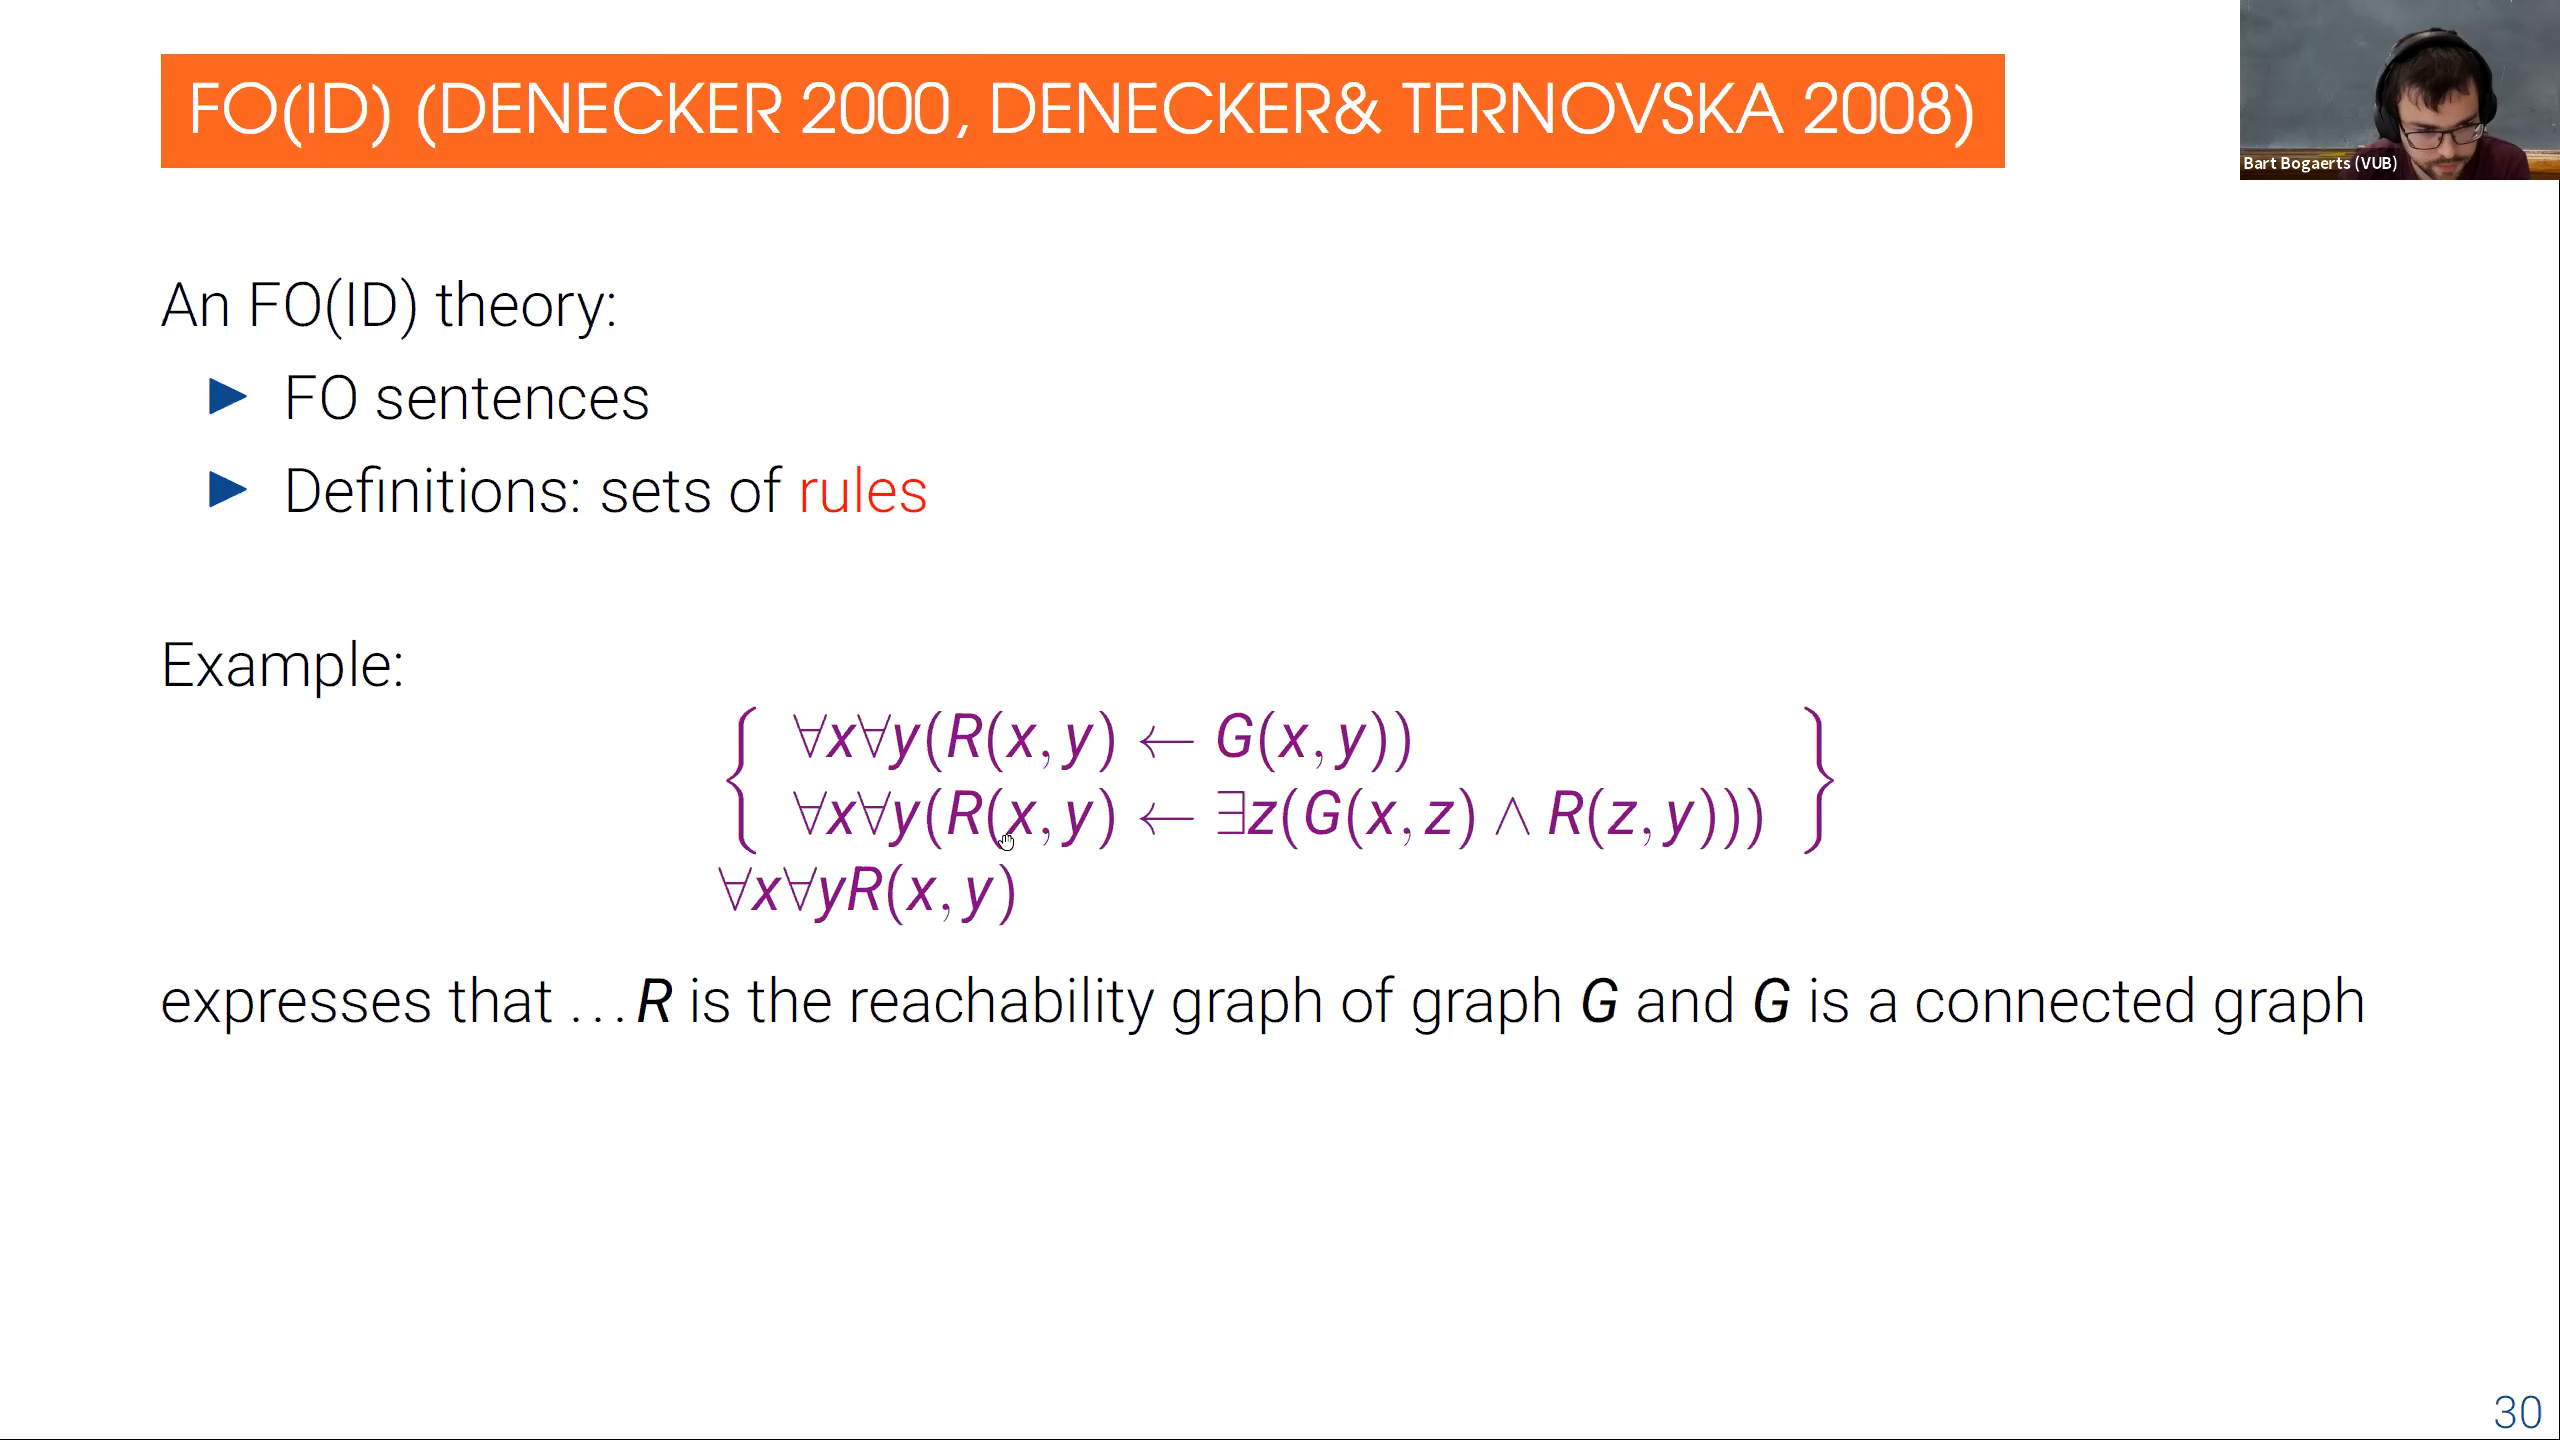 FO(ID) (DENECKER 2000, DENECKER& TERNOVSKA 2008)
Bart Bogaerts (VUB)
An FO(ID) theory:
► FO sentences
► Definitions: sets of rules
Example:
{ ∀x∀y(R(x, y) ← G(x, y))
∀x∀y(R(x, y) ← ∃z(G(x, z) ∧ R(z, y))) }
∀x∀yR(x, y)
expresses that ... R is the reachability graph of graph G and G is a connected graph
30